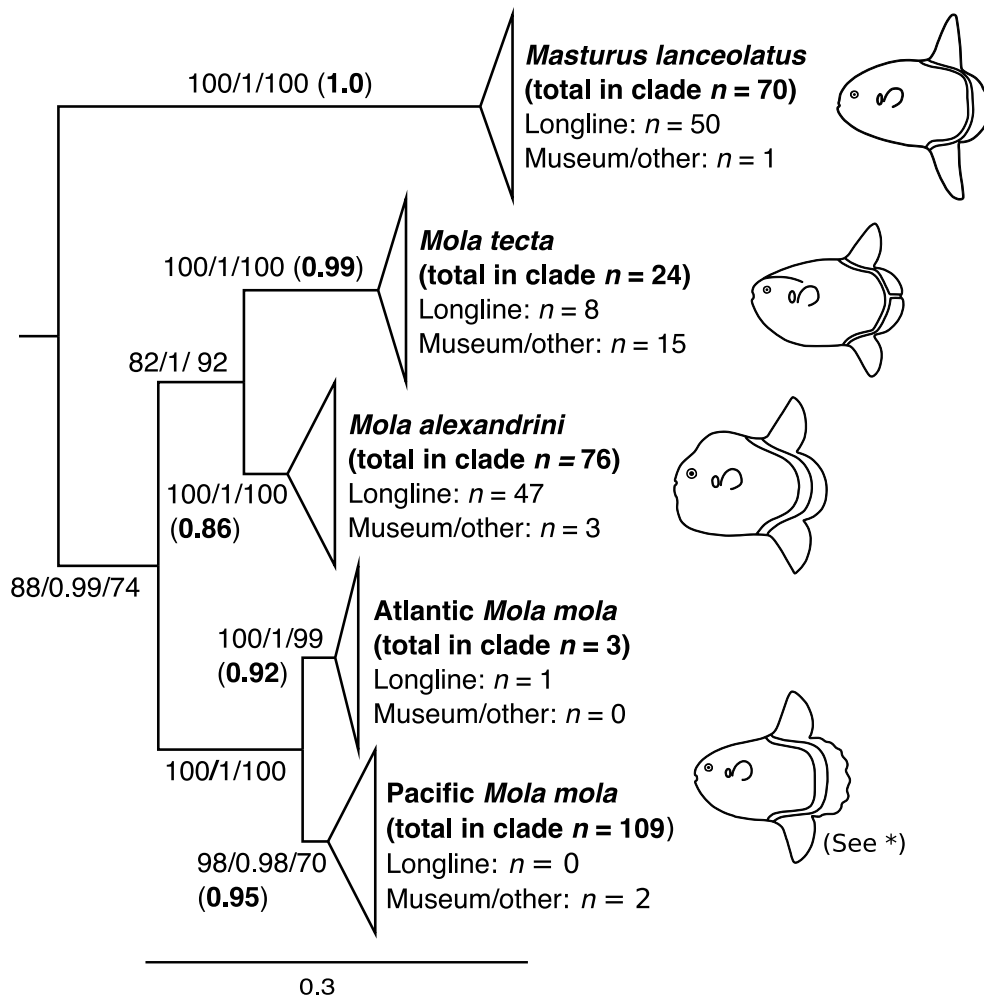 100/1/100 (1.0)
Masturus lanceolatus
(total in clade n = 70)
Longline: n = 50
Museum/other: n = 1
100/1/100 (0.99)
Mola tecta
(total in clade n = 24)
Longline: n = 8
Museum/other: n = 15
82/1/ 92
100/1/100
(0.86)
Mola alexandrini
(total in clade n = 76)
Longline: n = 47
Museum/other: n = 3
88/0.99/74
100/1/99
(0.92)
Atlantic Mola mola
(total in clade n = 3)
Longline: n = 1
Museum/other: n = 0
100/1/100
98/0.98/70
(0.95)
Pacific Mola mola
(total in clade n = 109)
Longline: n = 0
Museum/other: n = 2
(See *)
0.3